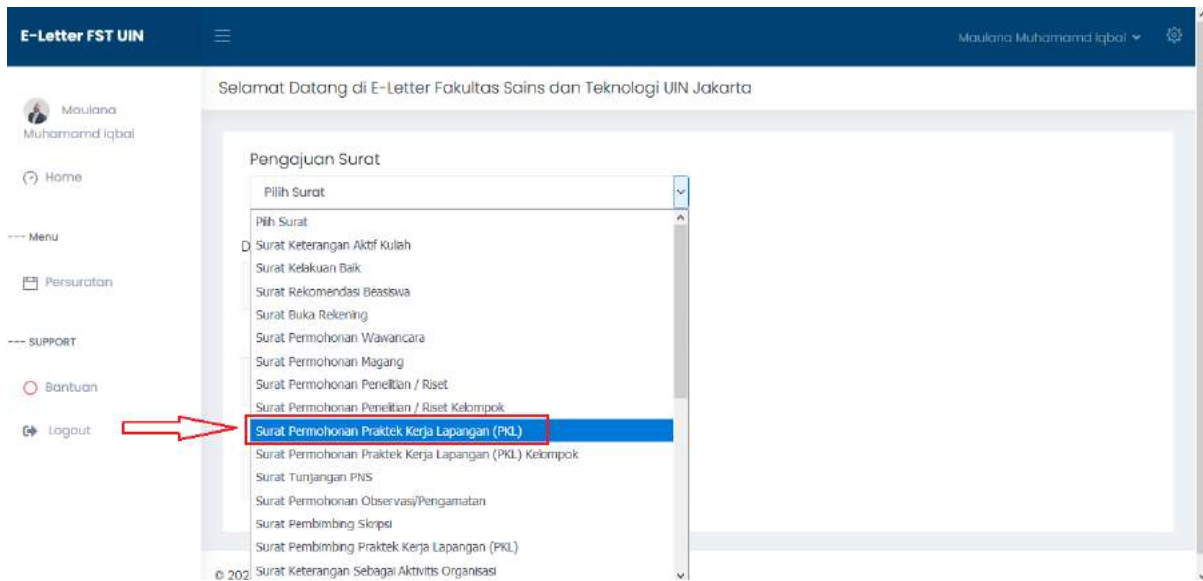 E-Letter FST UIN
Maulana Muhamamd Iqbal
Selamat Datang di E-Letter Fakultas Sains dan Teknologi UIN Jakarta
Maulana
Muhamamd Iqbal
Home
--- Menu
Persuratan
--- SUPPORT
Bantuan
Logout
Pengajuan Surat
Pilih Surat
Pilih Surat
D
Surat Keterangan Aktif Kuliah
Surat Kelakuan Baik
Surat Rekomendasi Beasiswa
Surat Buka Rekening
Surat Permohonan Wawancara
Surat Permohonan Magang
Surat Permohonan Penelitian / Riset
Surat Permohonan Penelitian / Riset Kelompok
Surat Permohonan Praktek Kerja Lapangan (PKL)
Surat Permohonan Praktek Kerja Lapangan (PKL) Kelompok
Surat Tunjangan PNS
Surat Permohonan Observasi/Pengamatan
Surat Pembimbing Skripsi
Surat Pembimbing Praktek Kerja Lapangan (PKL)
Surat Keterangan Sebagai Aktivitis Organisasi
© 202